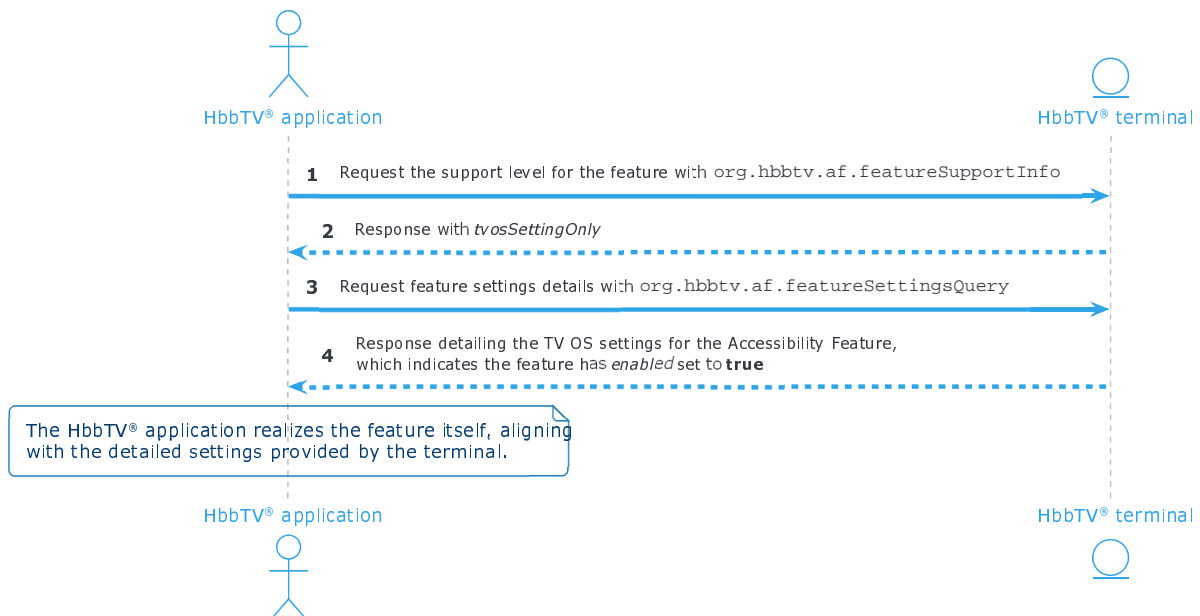 HbbTV® application
HbbTV® terminal
1 Request the support level for the feature with org.hbbtv.af.featureSupportInfo
2 Response with tvosSettingOnly
3 Request feature settings details with org.hbbtv.af.featureSettingsQuery
4 Response detailing the TV OS settings for the Accessibility Feature,
which indicates the feature has enabled set to true
The HbbTV® application realizes the feature itself, aligning
with the detailed settings provided by the terminal.
HbbTV® application
HbbTV® terminal